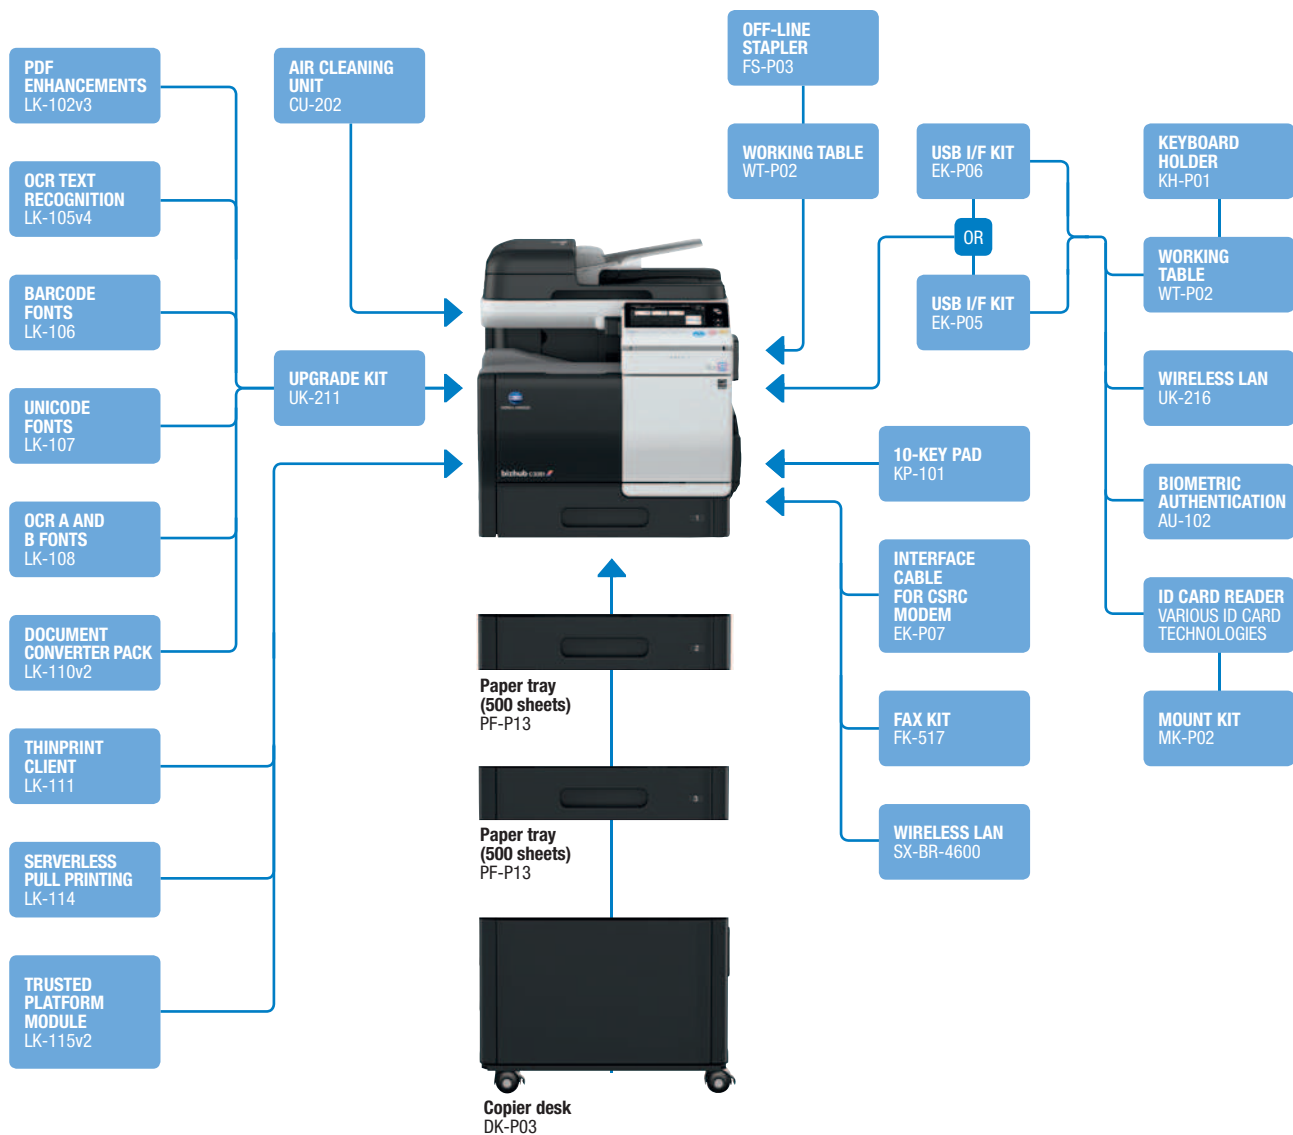 PDF
ENHANCEMENTS
LK-102v3
OCR TEXT
RECOGNITION
LK-105v4
BARCODE
FONTS
LK-106
UNICODE
FONTS
LK-107
OCR A AND
B FONTS
LK-108
DOCUMENT
CONVERTER PACK
LK-110v2
THINPRINT
CLIENT
LK-111
SERVERLESS
PULL PRINTING
LK-114
TRUSTED
PLATFORM
MODULE
LK-115v2
AIR CLEANING
UNIT
CU-202
UPGRADE KIT
UK-211
bizhub
1
2
Paper tray
(500 sheets)
PF-P13
3
Paper tray
(500 sheets)
PF-P13
Copier desk
DK-P03
OFF-LINE
STAPLER
FS-P03
WORKING TABLE
WT-P02
USB I/F KIT
EK-P06
OR
USB I/F KIT
EK-P05
10-KEY PAD
KP-101
INTERFACE
CABLE
FOR CSRC
MODEM
EK-P07
FAX KIT
FK-517
WIRELESS LAN
SX-BR-4600
KEYBOARD
HOLDER
KH-P01
WORKING
TABLE
WT-P02
WIRELESS LAN
UK-216
BIOMETRIC
AUTHENTICATION
AU-102
ID CARD READER
VARIOUS ID CARD
TECHNOLOGIES
MOUNT KIT
MK-P02